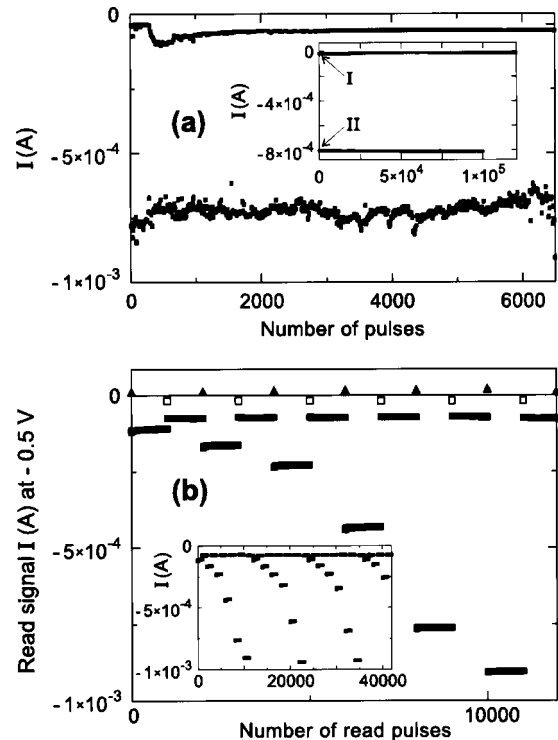 0
-5×10⁻⁴
-1×10⁻³
I (A)
(a)
0
-4×10⁻⁴
-8×10⁻⁴
I (A)
I
II
0 5×10⁴ 1×10⁵
0 2000 4000 6000
Number of pulses
0
-5×10⁻⁴
-1×10⁻³
Read signal I (A) at - 0.5 V
(b)
0
-5×10⁻⁴
-1×10⁻³
I (A)
0 20000 40000
0 10000
Number of read pulses